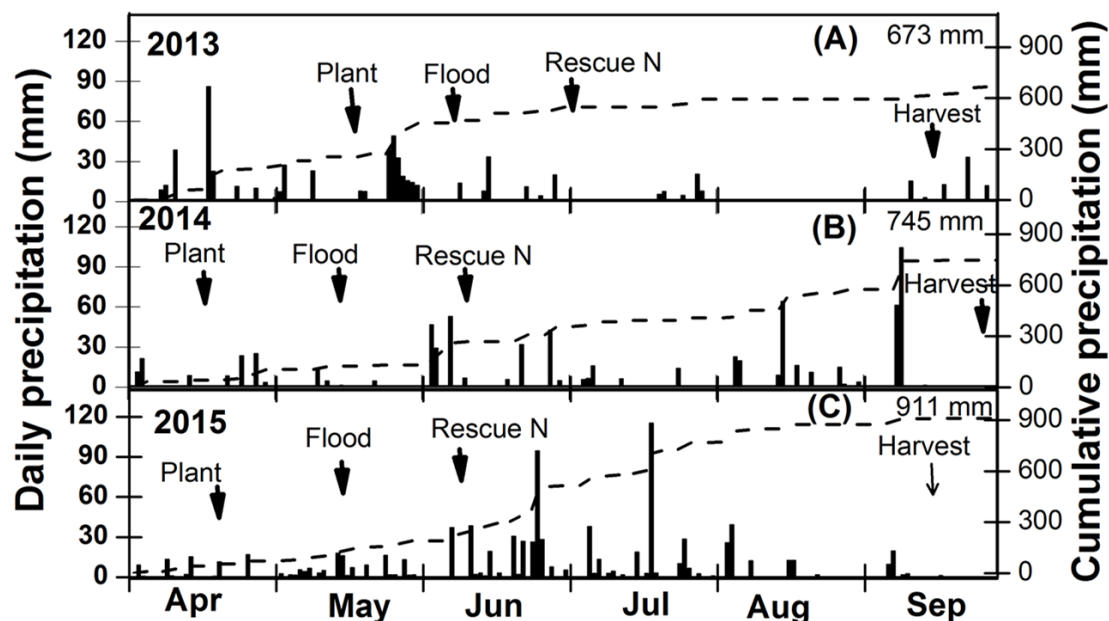 Daily precipitation (mm)
Cumulative precipitation (mm)
120
90
60
30
0
2013
(A)
673 mm
Plant
Flood
Rescue N
Harvest
900
600
300
0
120
90
60
30
0
2014
(B)
745 mm
Plant
Flood
Rescue N
Harvest
900
600
300
0
120
90
60
30
0
2015
(C)
911 mm
Plant
Flood
Rescue N
Harvest
900
600
300
0
Apr May Jun Jul Aug Sep